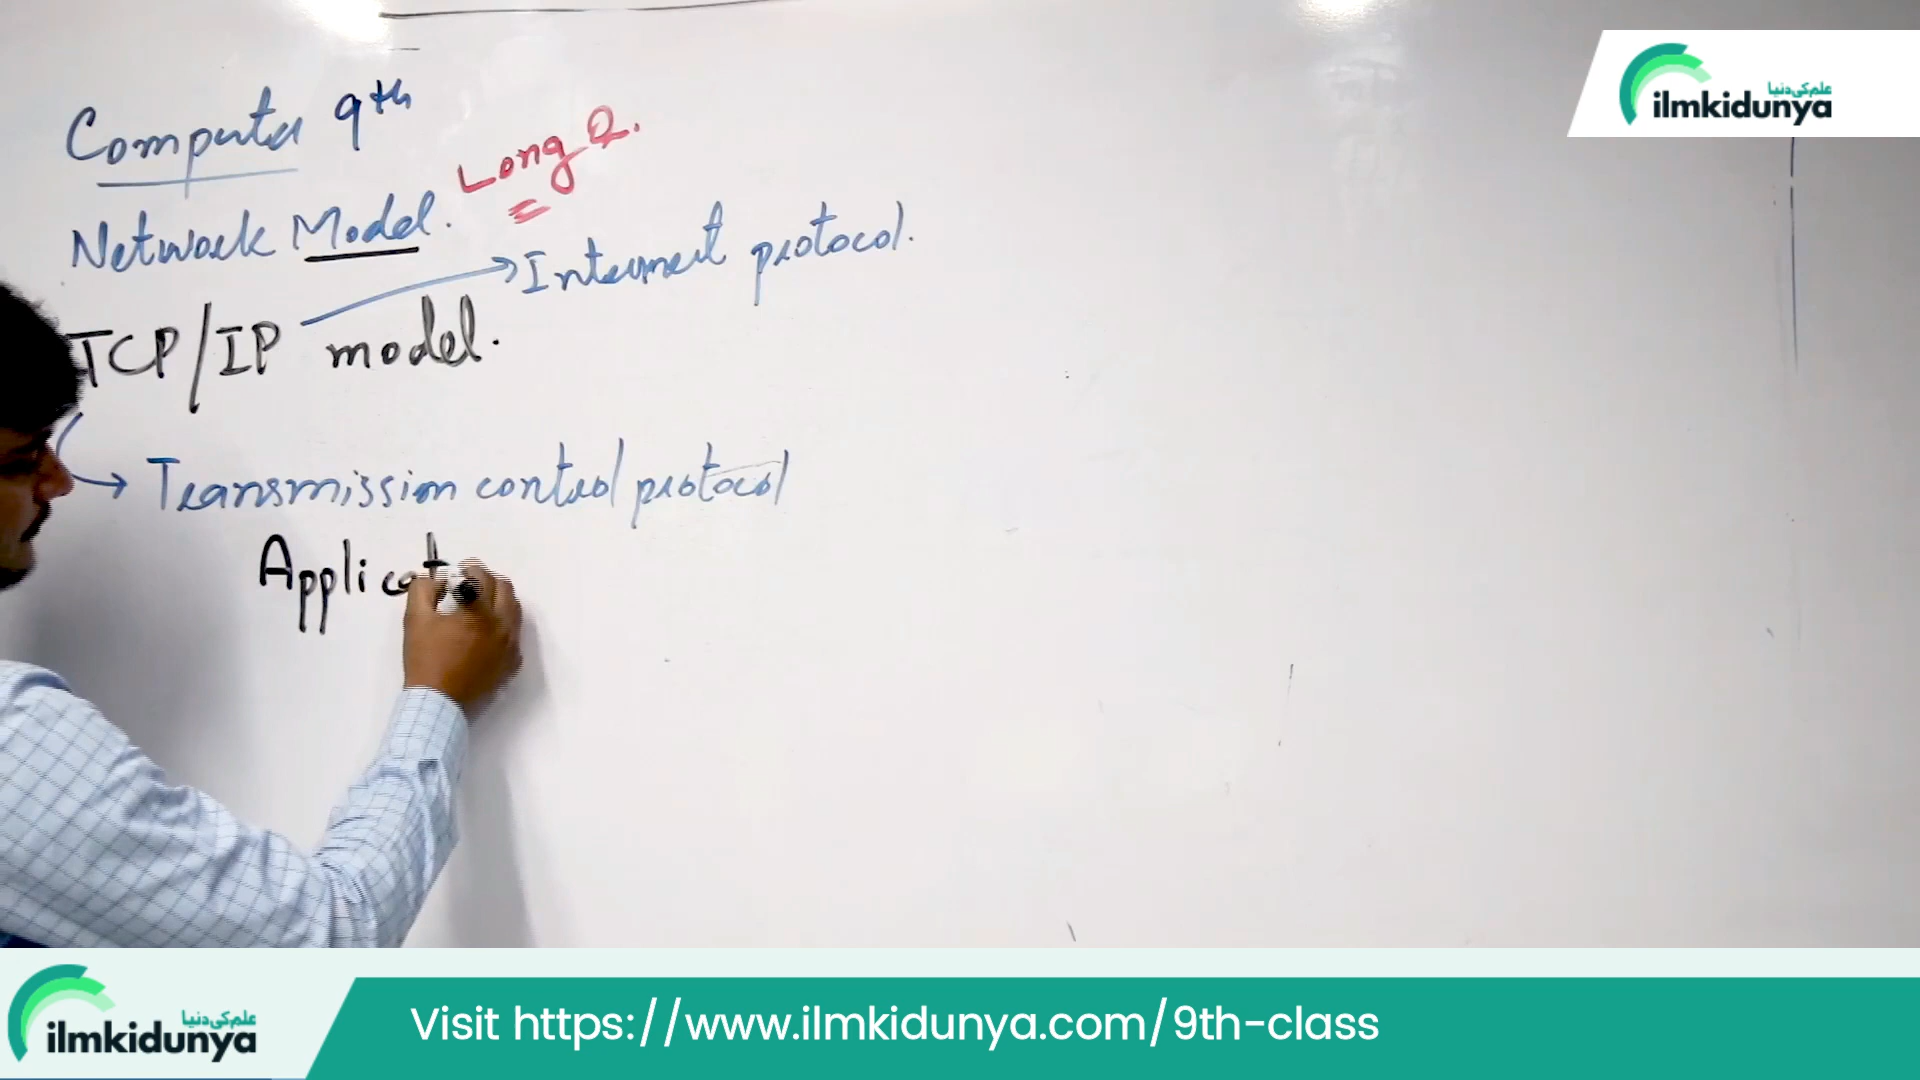 علم کی دنیا
ilmkidunya
Computer 9th
Long Q.
Network Model.
Internet protocol.
TCP/IP model.
Transmission control protocol
Applicat
علم کی دنیا
ilmkidunya
Visit https://www.ilmkidunya.com/9th-class